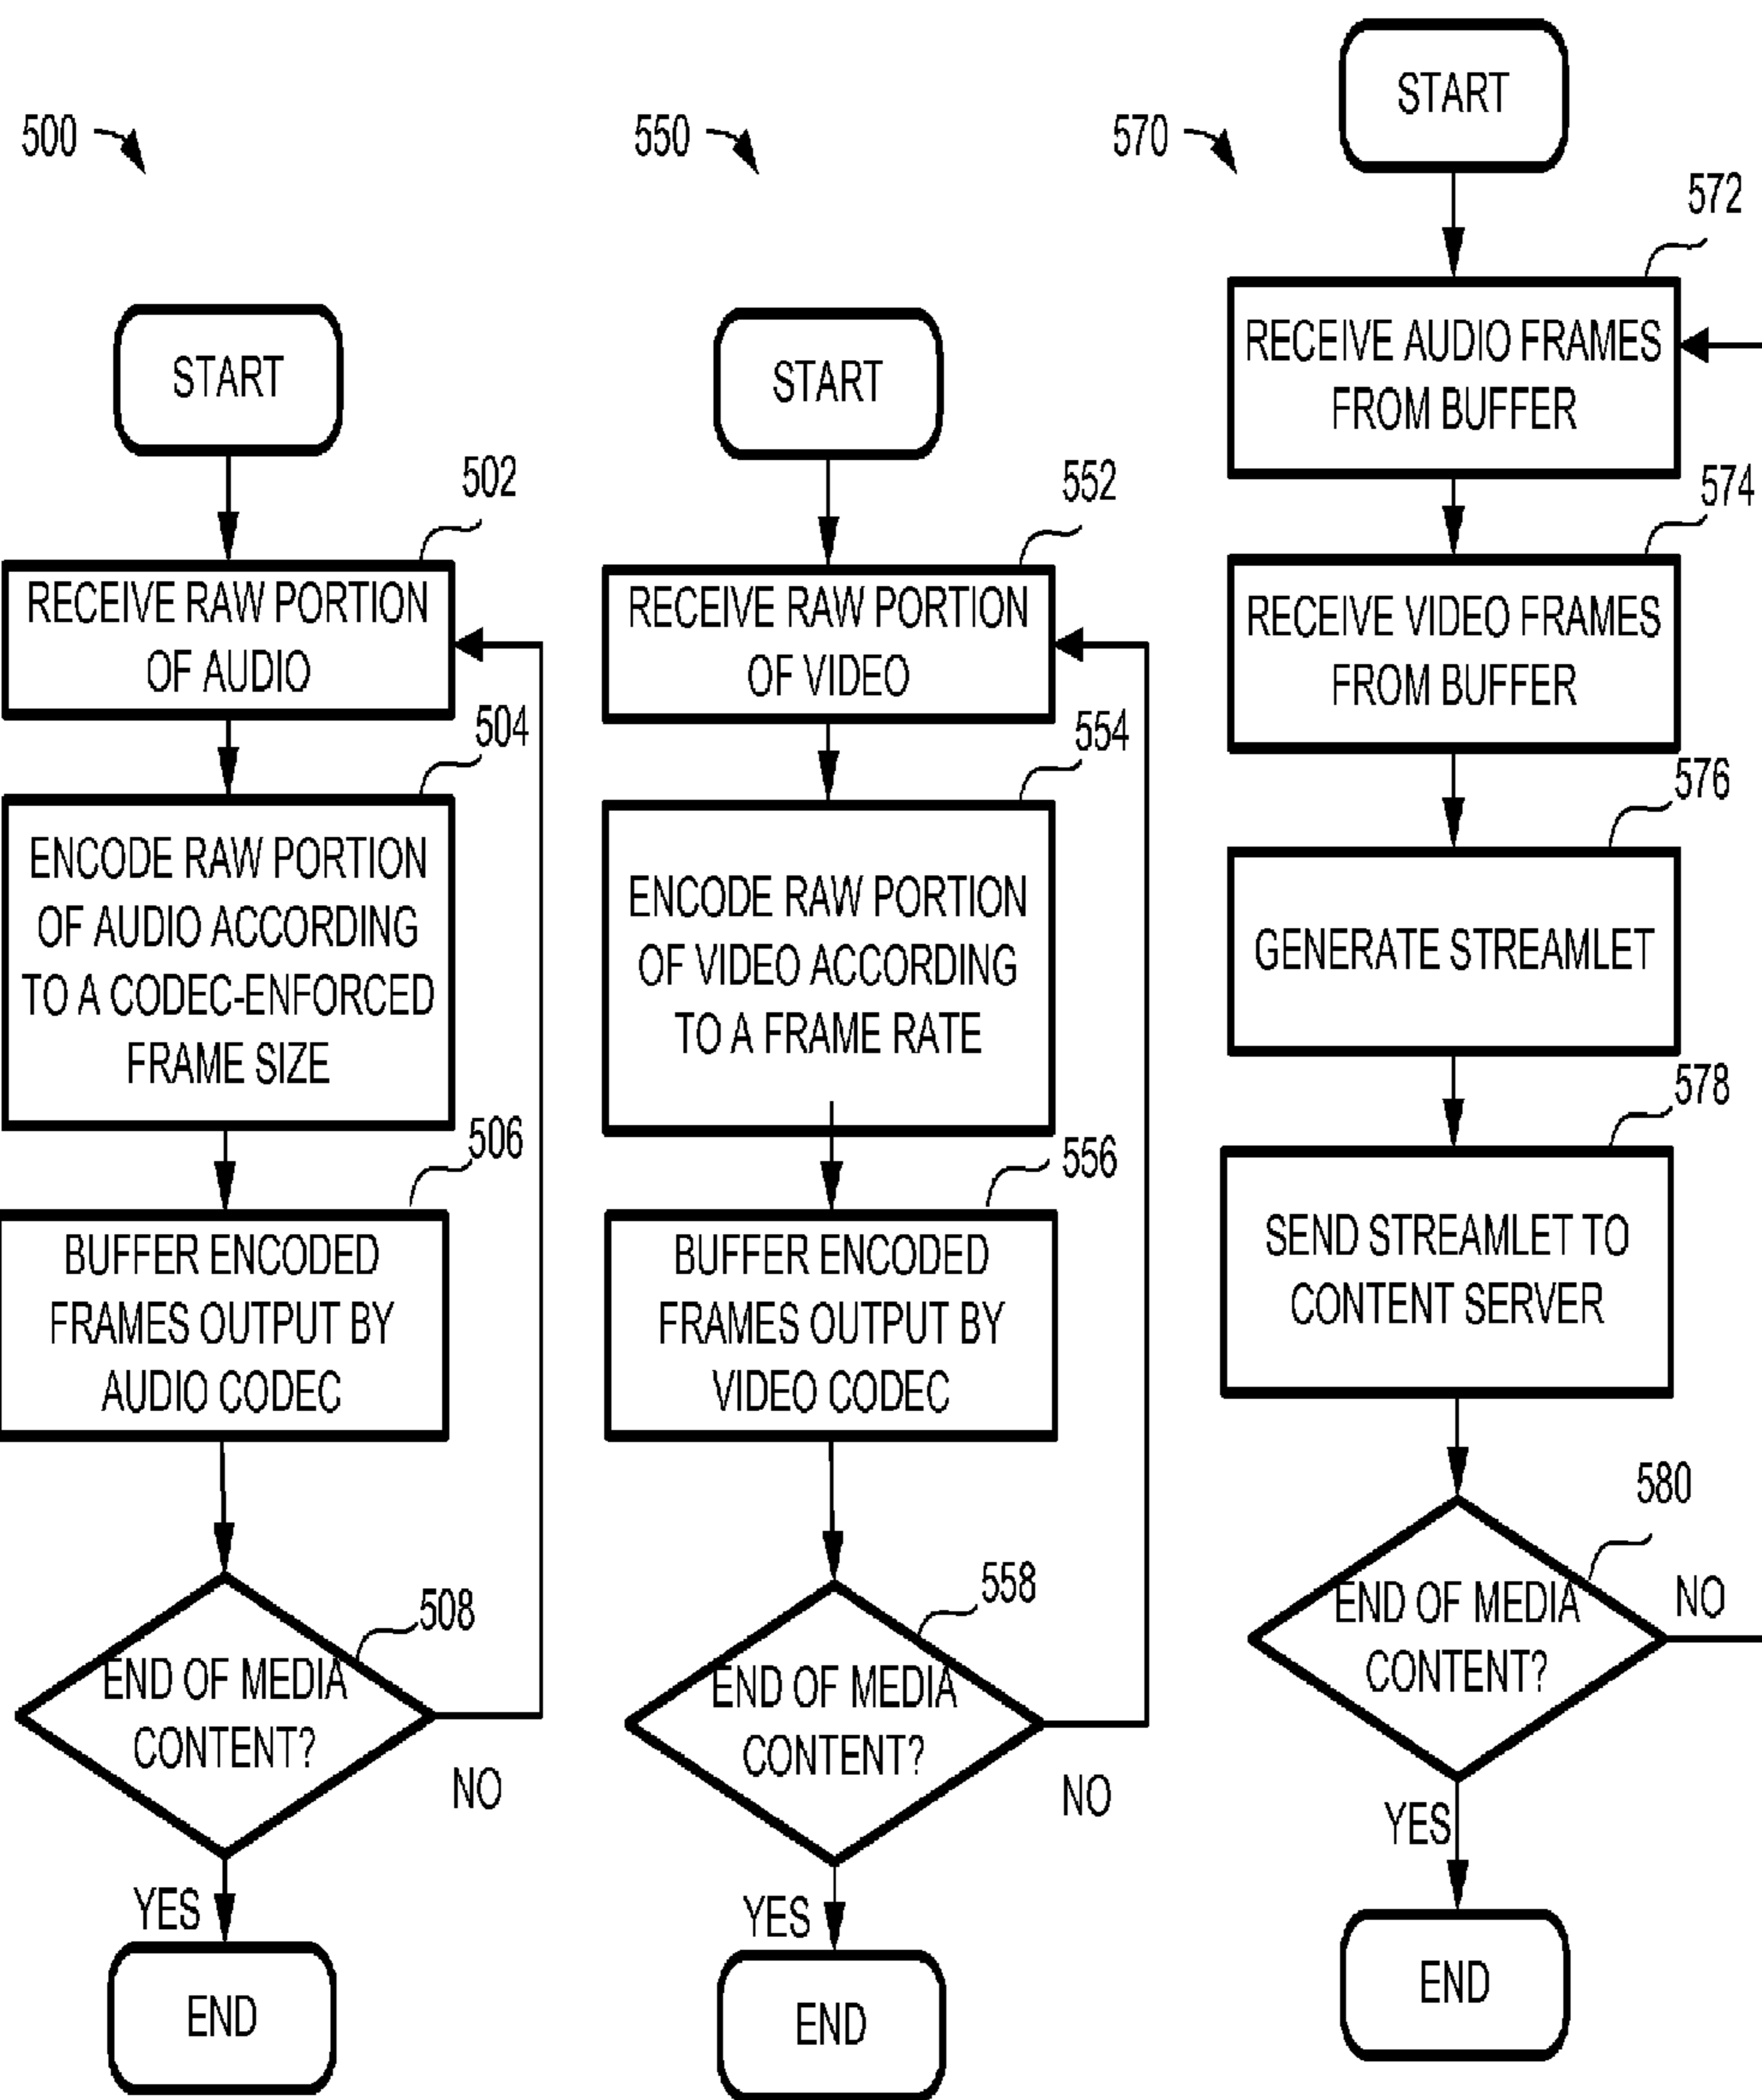 500
START
502
RECEIVE RAW PORTION
OF AUDIO
504
ENCODE RAW PORTION
OF AUDIO ACCORDING
TO A CODEC-ENFORCED
FRAME SIZE
506
BUFFER ENCODED
FRAMES OUTPUT BY
AUDIO CODEC
508
END OF MEDIA
CONTENT?
NO
YES
END
550
START
552
RECEIVE RAW PORTION
OF VIDEO
554
ENCODE RAW PORTION
OF VIDEO ACCORDING
TO A FRAME RATE
556
BUFFER ENCODED
FRAMES OUTPUT BY
VIDEO CODEC
558
END OF MEDIA
CONTENT?
NO
YES
END
570
START
572
RECEIVE AUDIO FRAMES
FROM BUFFER
574
RECEIVE VIDEO FRAMES
FROM BUFFER
576
GENERATE STREAMLET
578
SEND STREAMLET TO
CONTENT SERVER
580
END OF MEDIA
CONTENT?
NO
YES
END